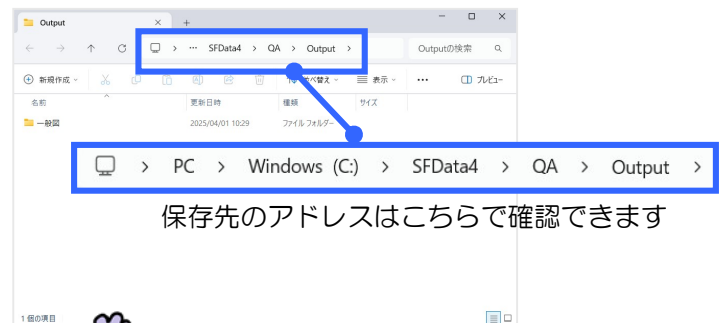 Output
… > SFData4 > QA > Output >
Outputの検索
新規作成
べ替え
表示
…
プレビュー
名前
更新日時
種類
サイズ
一般図
2025/04/01 10:29
ファイル フォルダー
> PC > Windows (C:) > SFData4 > QA > Output >
保存先のアドレスはこちらで確認できます
1 個の項目